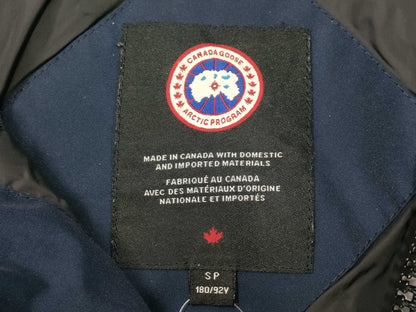 CANADA GOOSE
ARCTIC PROGRAM
MADE IN CANADA WITH DOMESTIC
AND IMPORTED MATERIALS
FABRIQUÉ AU CANADA
AVEC DES MATÉRIAUX D'ORIGINE
NATIONALE ET IMPORTÉS
S P
180/92Y